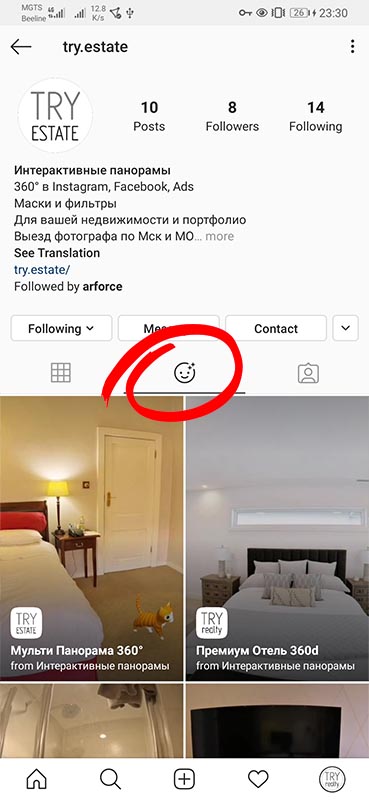 MGTS
Beeline
4G
12.8
K/s
26
23:30
try.estate
TRY
ESTATE
10
Posts
8
Followers
14
Following
Интерактивные панорамы
360° в Instagram, Facebook, Ads
Маски и фильтры
Для вашей недвижимости и портфолио
Выезд фотографа по Мск и МО... more
See Translation
try.estate/
Followed by arforce
Following
Contact
TRY
ESTATE
Мульти Панорама 360°
from Интерактивные панорамы
TRY
realty
Премиум Отель 360d
from Интерактивные панорамы
TRY
realty